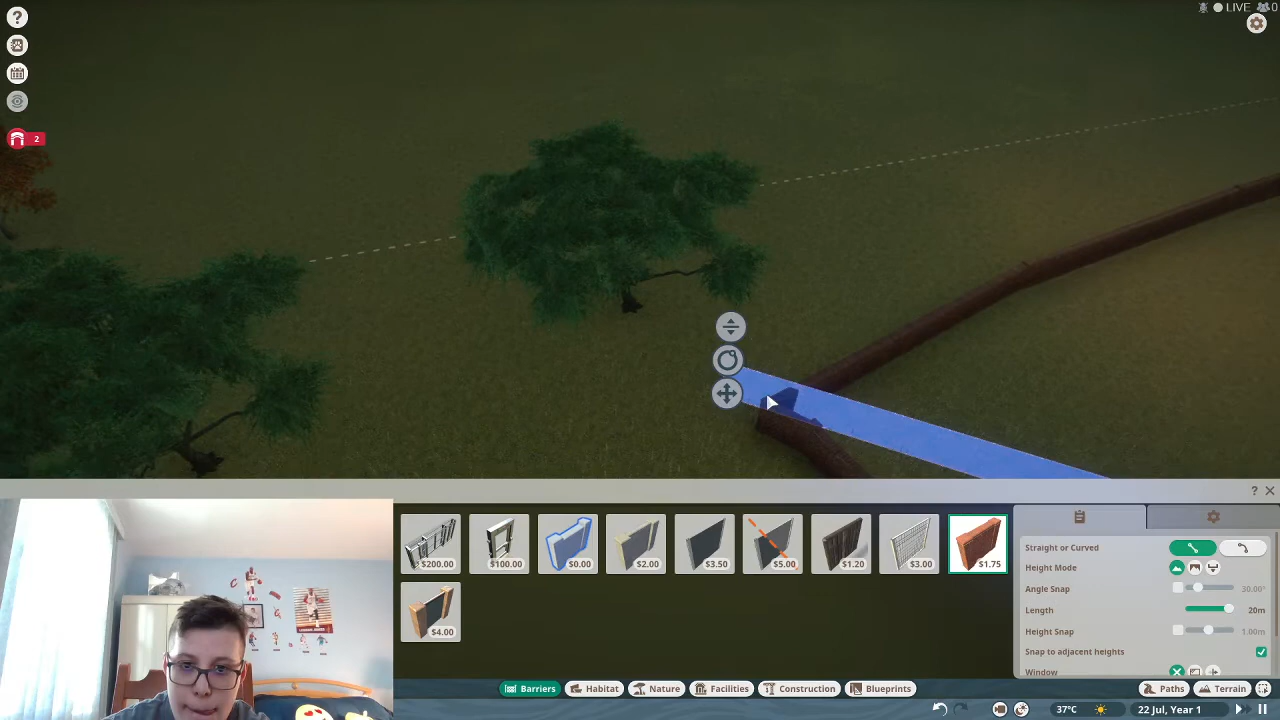 LIVE 0
2
$200.00 $100.00 $0.00 $2.00 $3.50 $5.00 $1.20 $3.00 $1.75
$4.00
Straight or Curved
Height Mode
Angle Snap 30.00°
Length 20m
Height Snap 1.00m
Snap to adjacent heights
Window
Barriers Habitat Nature Facilities Construction Blueprints Paths Terrain
37°C 22 Jul, Year 1